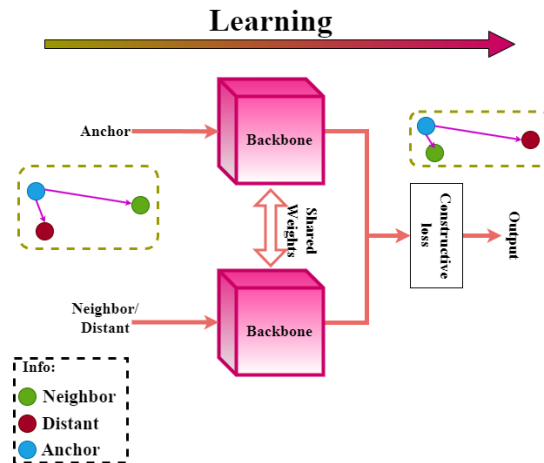 Learning
Anchor
Backbone
Shared
Weights
Constructive
loss
Output
Neighbor/
Distant
Backbone
Info:
Neighbor
Distant
Anchor